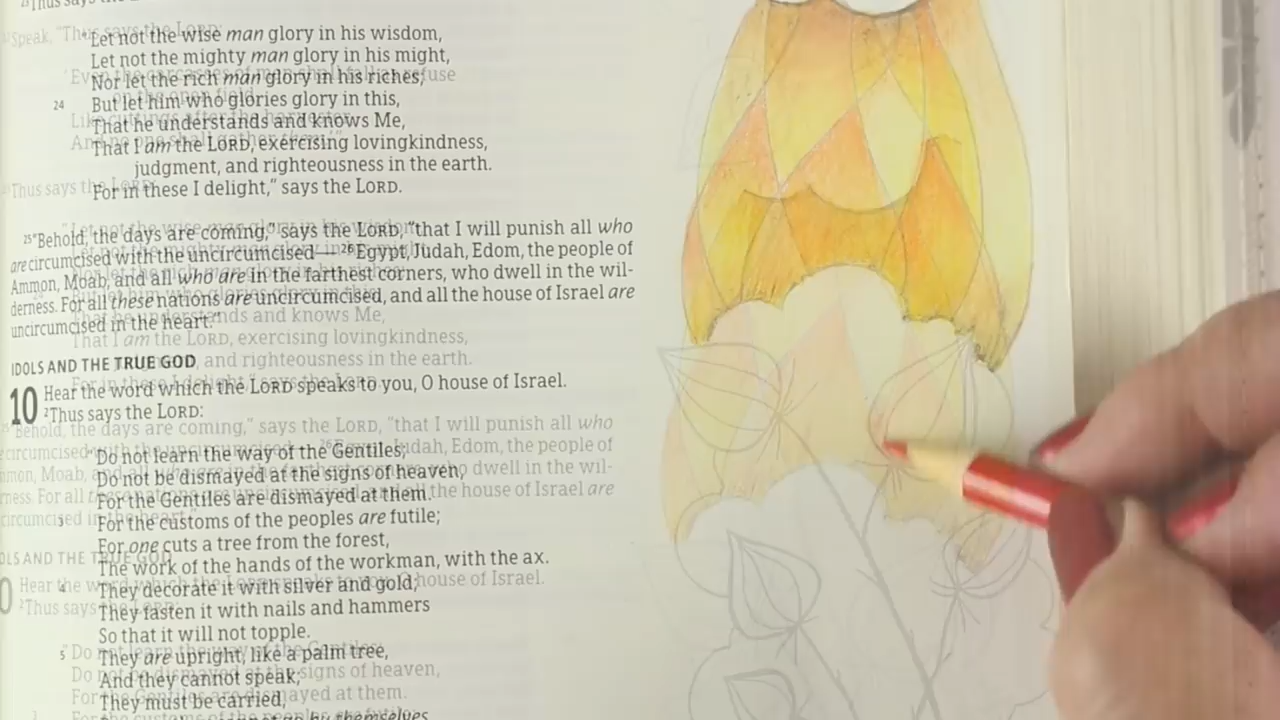 Let not the wise man glory in his wisdom,
Let not the mighty man glory in his might,
Nor let the rich man glory in his riches;
24 But let him who glories glory in this,
That he understands and knows Me,
That I am the LORD, exercising lovingkindness,
judgment, and righteousness in the earth.
For in these I delight,” says the LORD.
25“Behold, the days are coming,” says the LORD, “that I will punish all who
are circumcised with the uncircumcised— 26Egypt, Judah, Edom, the people of
Ammon, Moab, and all who are in the farthest corners, who dwell in the wil-
derness. For all these nations are uncircumcised, and all the house of Israel are
uncircumcised in the heart.”
IDOLS AND THE TRUE GOD
10 Hear the word which the LORD speaks to you, O house of Israel.
2Thus says the LORD:
“Do not learn the way of the Gentiles;
Do not be dismayed at the signs of heaven,
For the Gentiles are dismayed at them.
3 For the customs of the peoples are futile;
For one cuts a tree from the forest,
The work of the hands of the workman, with the ax.
4 They decorate it with silver and gold;
They fasten it with nails and hammers
So that it will not topple.
5 They are upright, like a palm tree,
And they cannot speak;
They must be carried,